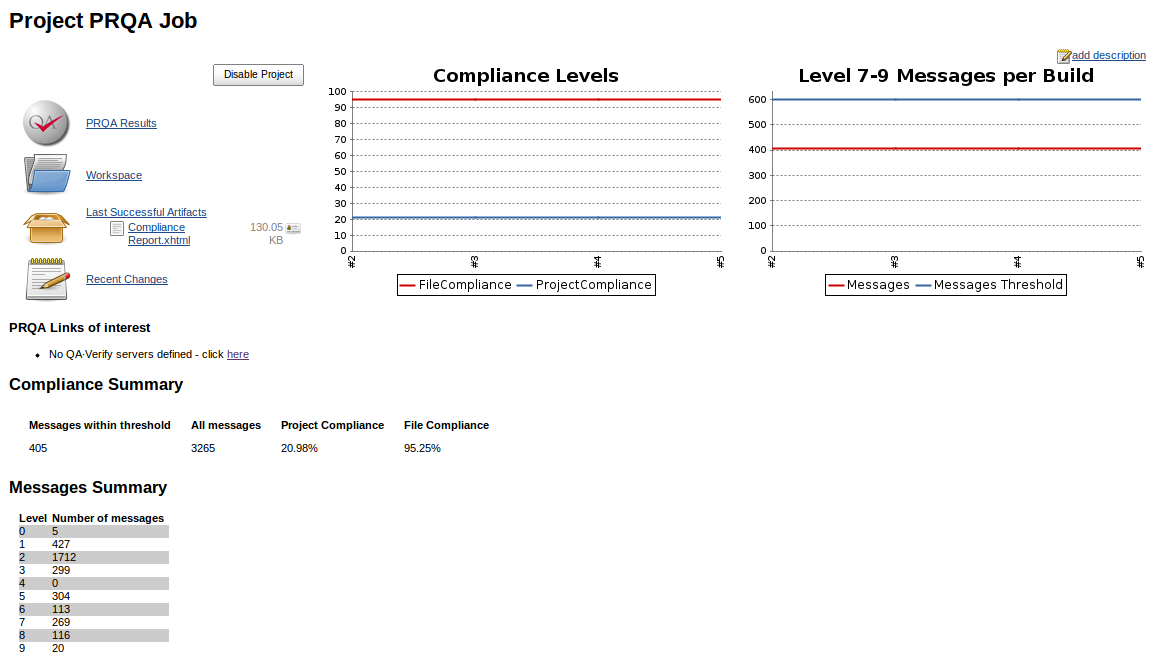 Project PRQA Job
add description
Disable Project
QA
PRQA Results
Workspace
Last Successful Artifacts
Compliance
Report.xhtml
130.05
KB
Recent Changes
Compliance Levels
100
90
80
70
60
50
40
30
20
10
0
#2
#3
#4
#5
FileCompliance
ProjectCompliance
Level 7-9 Messages per Build
600
500
400
300
200
100
0
#2
#3
#4
#5
Messages
Messages Threshold
PRQA Links of interest
• No QA·Verify servers defined - click here
Compliance Summary
Messages within threshold All messages Project Compliance File Compliance
405 3265 20.98% 95.25%
Messages Summary
Level Number of messages
0 5
1 427
2 1712
3 299
4 0
5 304
6 113
7 269
8 116
9 20